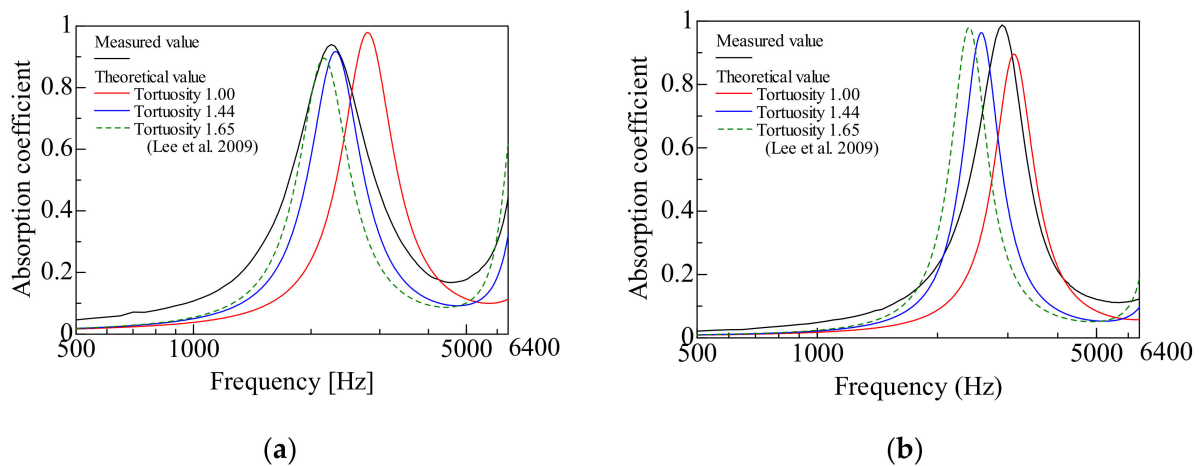 Absorption coefficient
1
0.8
0.6
0.4
0.2
0
Measured value
Theoretical value
Tortuosity 1.00
Tortuosity 1.44
Tortuosity 1.65
(Lee et al. 2009)
500
1000
5000
6400
Frequency [Hz]
(a)
Absorption coefficient
1
0.8
0.6
0.4
0.2
0
Measured value
Theoretical value
Tortuosity 1.00
Tortuosity 1.44
Tortuosity 1.65
(Lee et al. 2009)
500
1000
5000
6400
Frequency (Hz)
(b)